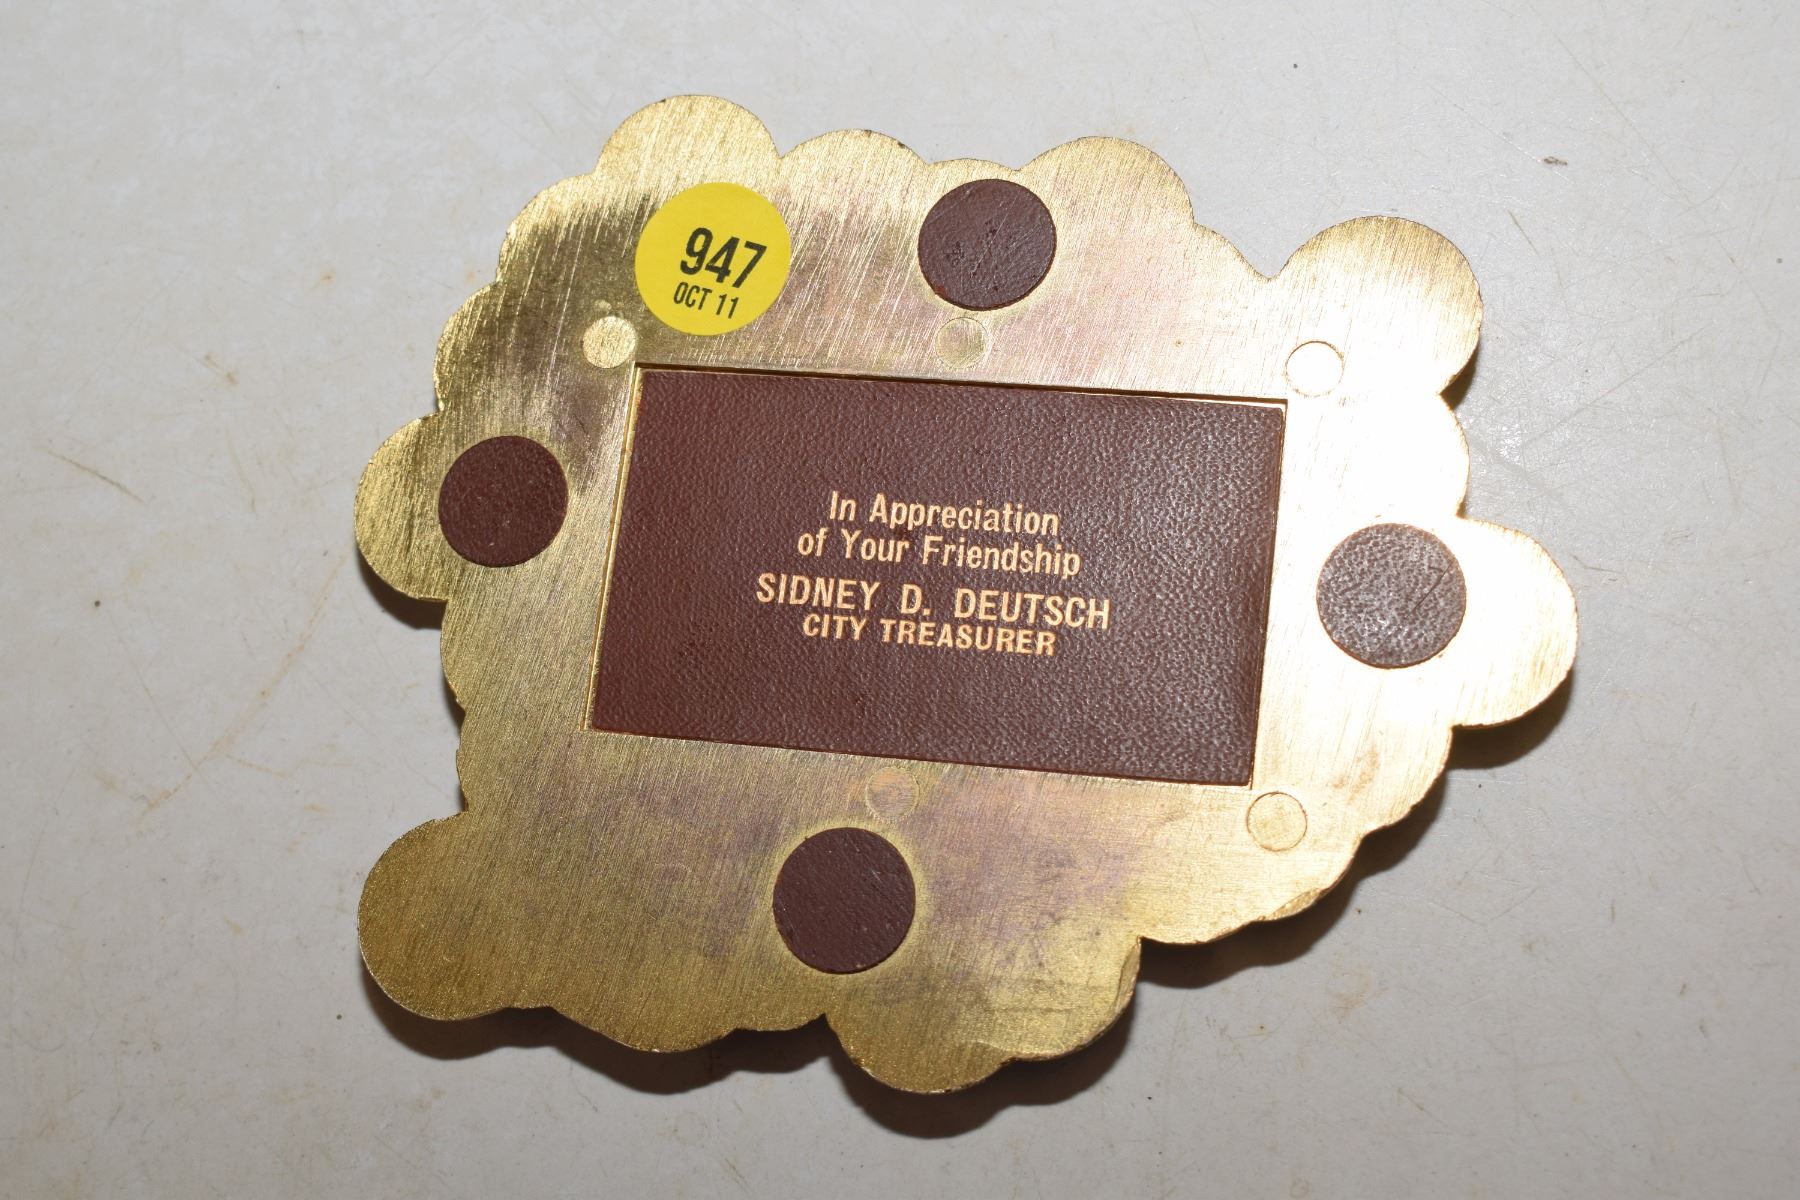 947
OCT 11
In Appreciation
of Your Friendship
SIDNEY D. DEUTSCH
CITY TREASURER